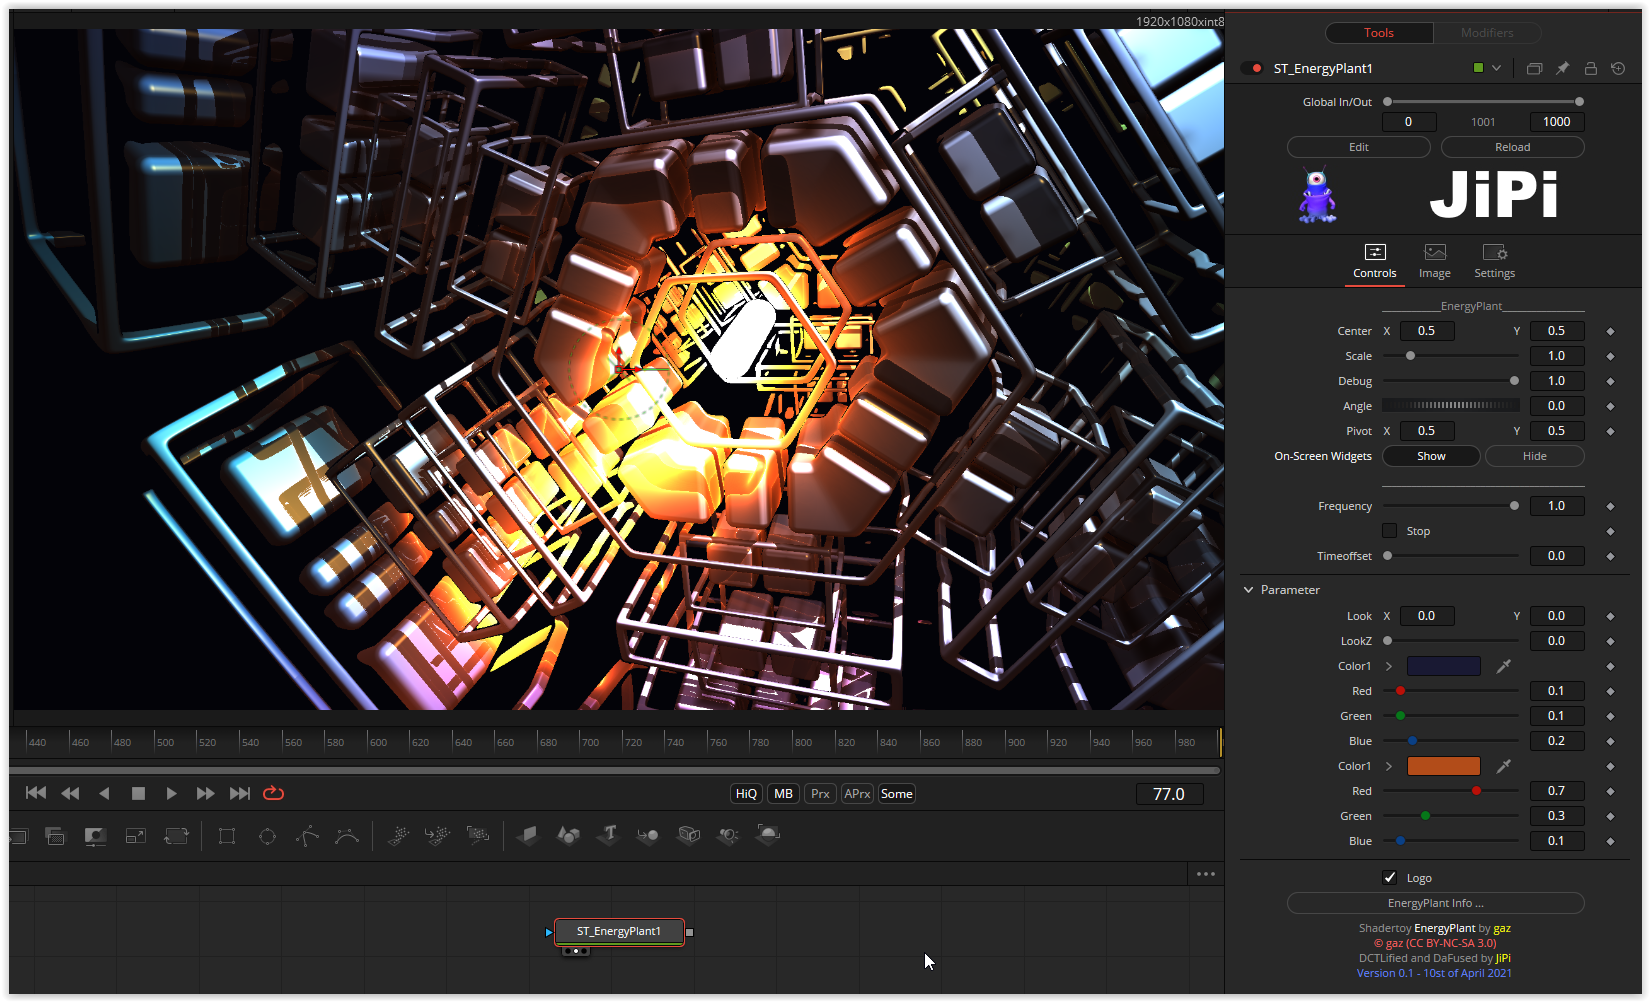 1920x1080xint8
Tools Modifiers
ST_EnergyPlant1
Global In/Out
0 1001 1000
Edit Reload
JiPi
Controls Image Settings
EnergyPlant
Center X 0.5 Y 0.5
Scale 1.0
Debug 1.0
Angle 0.0
Pivot X 0.5 Y 0.5
On-Screen Widgets Show Hide
Frequency 1.0
Stop
Timeoffset 0.0
Parameter
Look X 0.0 Y 0.0
LookZ 0.0
Color1
Red 0.1
Green 0.1
Blue 0.2
Color1
Red 0.7
Green 0.3
Blue 0.1
Logo
EnergyPlant Info ...
Shadertoy EnergyPlant by gaz
© gaz (CC BY-NC-SA 3.0)
DCTLified and DaFused by JiPi
Version 0.1 - 10st of April 2021
440 460 480 500 520 540 560 580 600 620 640 660 680 700 720 740 760 780 800 820 840 860 880 900 920 940 960 980
HiQ MB Prx APrx Some 77.0
T
ST_EnergyPlant1